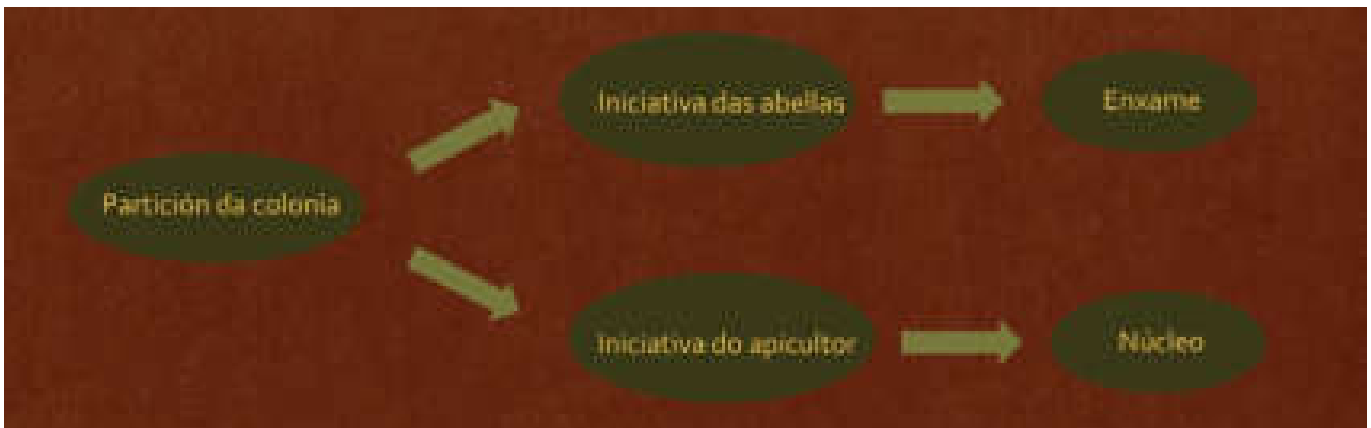 Partición da colonia
Iniciativa das abellas
Enxame
Iniciativa do apicultor
Núcleo